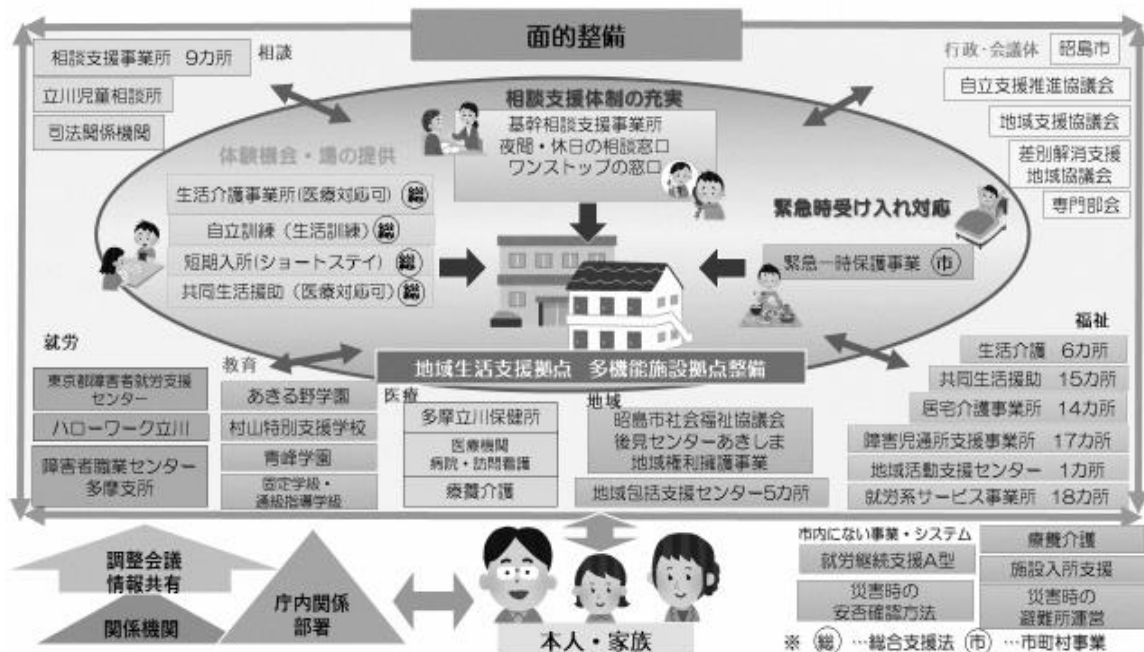 面的整備
相談支援事業所 9カ所
相談
立川児童相談所
司法関係機関
行政・会議体
昭島市
自立支援推進協議会
地域支援協議会
差別解消支援
地域協議会
専門部会
相談支援体制の充実
基幹相談支援事業所
夜間・休日の相談窓口
ワンストップの窓口
体験機会・場の提供
生活介護事業所(医療対応可) 総
自立訓練（生活訓練）総
短期入所(ショートステイ) 総
共同生活援助（医療対応可）総
緊急時受け入れ対応
緊急一時保護事業 市
地域生活支援拠点 多機能施設拠点整備
就労
東京都障害者就労支援
センター
ハローワーク立川
障害者職業センター
多摩支所
教育
あきる野学園
村山特別支援学校
青峰学園
固定学級・
通級指導学級
医療
多摩立川保健所
医療機関
病院・訪問看護
療養介護
地域
昭島市社会福祉協議会
後見センターあきしま
地域権利擁護事業
地域包括支援センター5カ所
福祉
生活介護 6カ所
共同生活援助 15カ所
居宅介護事業所 14カ所
障害児通所支援事業所 17カ所
地域活動支援センター 1カ所
就労系サービス事業所 18カ所
調整会議
情報共有
関係機関
庁内関係
部署
本人・家族
市内にない事業・システム
就労継続支援A型
災害時の
安否確認方法
療養介護
施設入所支援
災害時の
避難所運営
※ 総 …総合支援法 市 …市町村事業